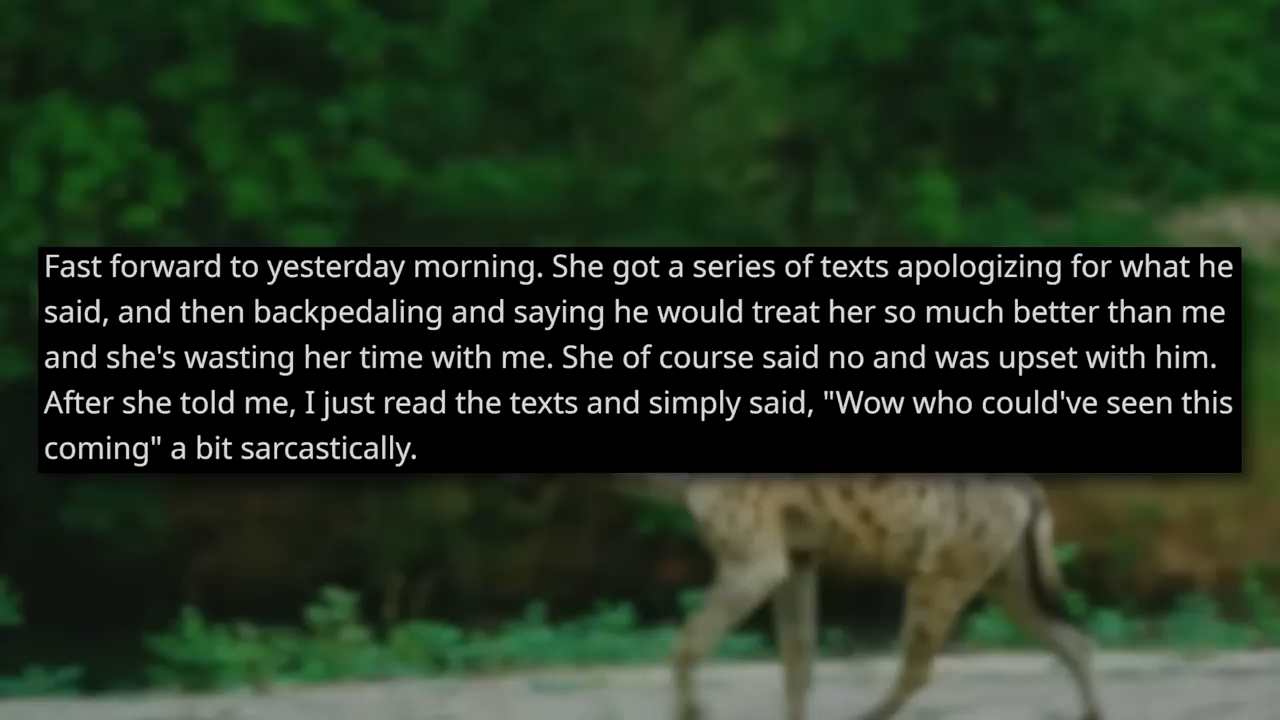 Fast forward to yesterday morning. She got a series of texts apologizing for what he
said, and then backpedaling and saying he would treat her so much better than me
and she's wasting her time with me. She of course said no and was upset with him.
After she told me, I just read the texts and simply said, "Wow who could've seen this
coming" a bit sarcastically.